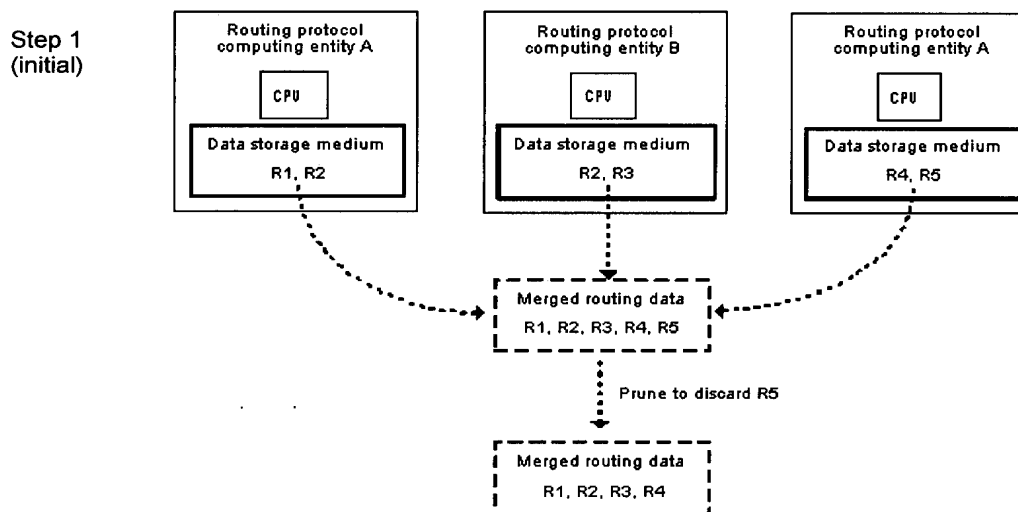 Step 1
(initial)
Routing protocol
computing entity A
CPU
Data storage medium
R1, R2
Routing protocol
computing entity B
CPU
Data storage medium
R2, R3
Routing protocol
computing entity A
CPU
Data storage medium
R4, R5
Merged routing data
R1, R2, R3, R4, R5
Prune to discard R5
Merged routing data
R1, R2, R3, R4